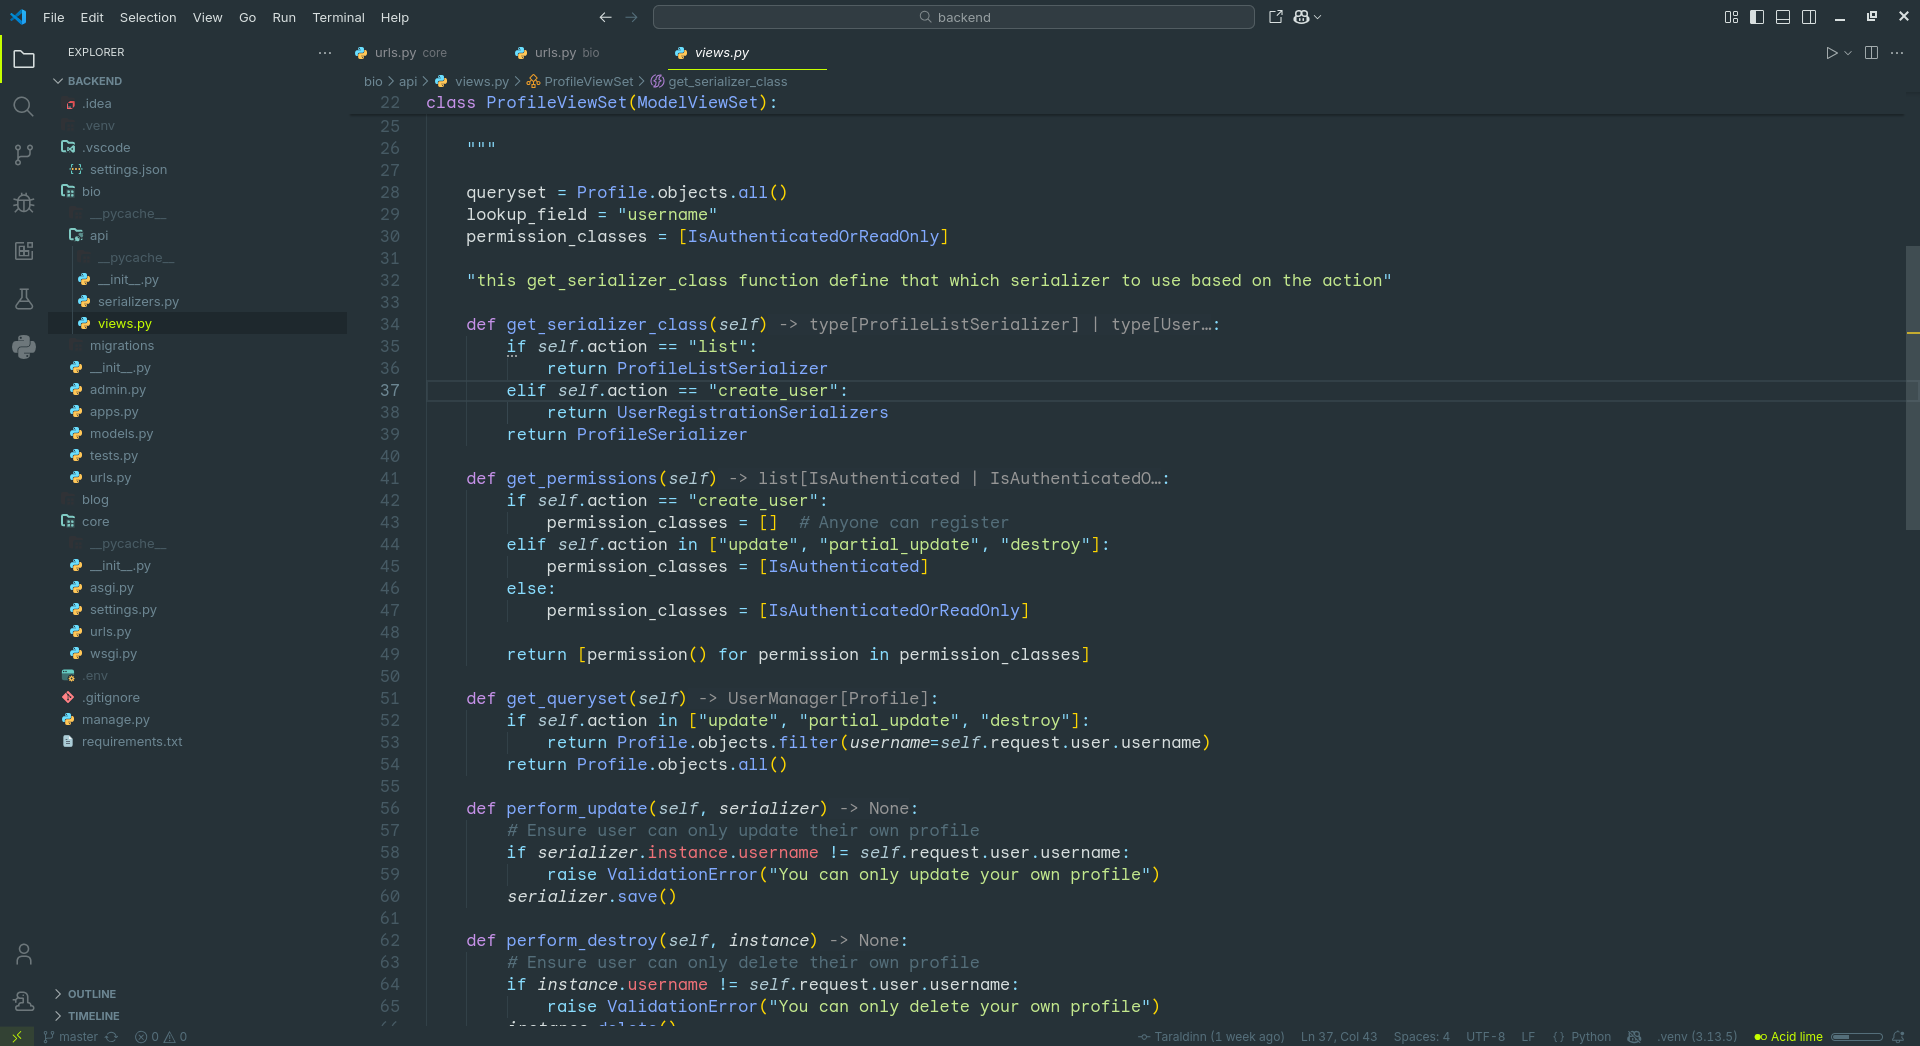 File Edit Selection View Go Run Terminal Help
backend
EXPLORER
BACKEND
.idea
.venv
.vscode
settings.json
bio
__pycache__
api
__pycache__
__init__.py
serializers.py
views.py
migrations
__init__.py
admin.py
apps.py
models.py
tests.py
urls.py
blog
core
__pycache__
__init__.py
asgi.py
settings.py
urls.py
wsgi.py
.env
.gitignore
manage.py
requirements.txt
OUTLINE
TIMELINE
urls.py core
urls.py bio
views.py
bio > api > views.py > ProfileViewSet > get_serializer_class
22 class ProfileViewSet(ModelViewSet):
25
26 """
27
28 queryset = Profile.objects.all()
29 lookup_field = "username"
30 permission_classes = [IsAuthenticatedOrReadOnly]
31
32 "this get_serializer_class function define that which serializer to use based on the action"
33
34 def get_serializer_class(self) -> type[ProfileListSerializer] | type[User…:
35 if self.action == "list":
36 return ProfileListSerializer
37 elif self.action == "create_user":
38 return UserRegistrationSerializers
39 return ProfileSerializer
40
41 def get_permissions(self) -> list[IsAuthenticated | IsAuthenticatedO…:
42 if self.action == "create_user":
43 permission_classes = [] # Anyone can register
44 elif self.action in ["update", "partial_update", "destroy"]:
45 permission_classes = [IsAuthenticated]
46 else:
47 permission_classes = [IsAuthenticatedOrReadOnly]
48
49 return [permission() for permission in permission_classes]
50
51 def get_queryset(self) -> UserManager[Profile]:
52 if self.action in ["update", "partial_update", "destroy"]:
53 return Profile.objects.filter(username=self.request.user.username)
54 return Profile.objects.all()
55
56 def perform_update(self, serializer) -> None:
57 # Ensure user can only update their own profile
58 if serializer.instance.username != self.request.user.username:
59 raise ValidationError("You can only update your own profile")
60 serializer.save()
61
62 def perform_destroy(self, instance) -> None:
63 # Ensure user can only delete their own profile
64 if instance.username != self.request.user.username:
65 raise ValidationError("You can only delete your own profile")
66 instance.delete()
master 0 0 Taraldinn (1 week ago) Ln 37, Col 43 Spaces: 4 UTF-8 LF {} Python .venv (3.13.5) Acid lime